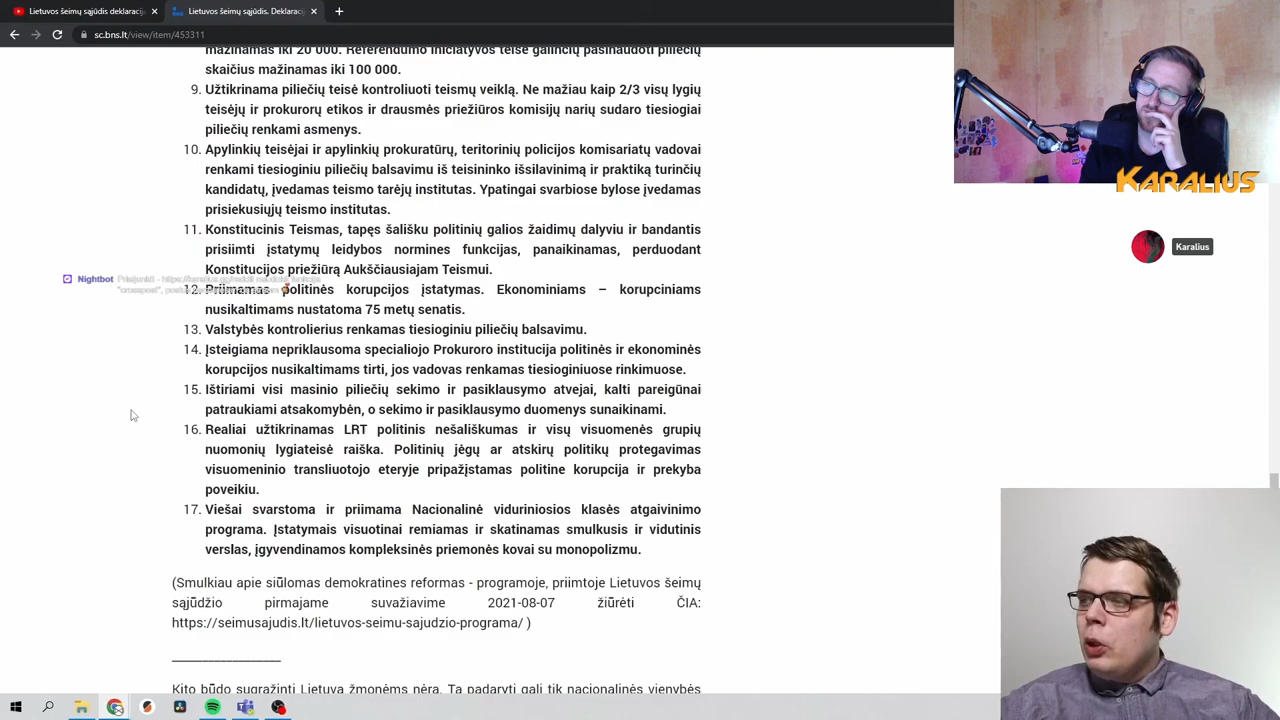 Lietuvos šeimų sąjūdis deklaracij
Lietuvos šeimų sąjūdis. Deklaraci
sc.bns.lt/view/item/453311
mažinamas iki 20 000. Referendumo iniciatyvos teise galinčių pasinaudoti piliečių
skaičius mažinamas iki 100 000.
9. Užtikrinama piliečių teisė kontroliuoti teismų veiklą. Ne mažiau kaip 2/3 visų lygių
teisėjų ir prokurorų etikos ir drausmės priežiūros komisijų narių sudaro tiesiogiai
piliečių renkami asmenys.
10. Apylinkių teisėjai ir apylinkių prokuratūrų, teritorinių policijos komisariatų vadovai
renkami tiesioginiu piliečių balsavimu iš teisininko išsilavinimą ir praktiką turinčių
kandidatų, įvedamas teismo tarėjų institutas. Ypatingai svarbiose bylose įvedamas
prisiekusiųjų teismo institutas.
11. Konstitucinis Teismas, tapęs šališku politinių galios žaidimų dalyviu ir bandantis
prisiimti įstatymų leidybos normines funkcijas, panaikinamas, perduodant
Konstitucijos priežiūrą Aukščiausiajam Teismui.
Nightbot
12. Priimamas politinės korupcijos įstatymas. Ekonominiams – korupciniams
nusikaltimams nustatoma 75 metų senatis.
13. Valstybės kontrolierius renkamas tiesioginiu piliečių balsavimu.
14. Įsteigiama nepriklausoma specialiojo Prokuroro institucija politinės ir ekonominės
korupcijos nusikaltimams tirti, jos vadovas renkamas tiesioginiuose rinkimuose.
15. Ištiriami visi masinio piliečių sekimo ir pasiklausymo atvejai, kalti pareigūnai
patraukiami atsakomybėn, o sekimo ir pasiklausymo duomenys sunaikinami.
16. Realiai užtikrinamas LRT politinis nešališkumas ir visų visuomenės grupių
nuomonių lygiateisė raiška. Politinių jėgų ar atskirų politikų protegavimas
visuomeninio transliuotojo eteryje pripažįstamas politine korupcija ir prekyba
poveikiu.
17. Viešai svarstoma ir priimama Nacionalinė viduriniosios klasės atgaivinimo
programa. Įstatymais visuotinai remiamas ir skatinamas smulkusis ir vidutinis
verslas, įgyvendinamos kompleksinės priemonės kovai su monopolizmu.
(Smulkiau apie siūlomas demokratines reformas - programoje, priimtoje Lietuvos šeimų
sąjūdžio pirmajame suvažiavime 2021-08-07 žiūrėti ČIA:
https://seimusajudis.lt/lietuvos-seimu-sajudzio-programa/ )
Kito būdo sugrąžinti Lietuvą žmonėms nėra. Tą padaryti gali tik nacionalinės vienybės
KARALIUS
Karalius